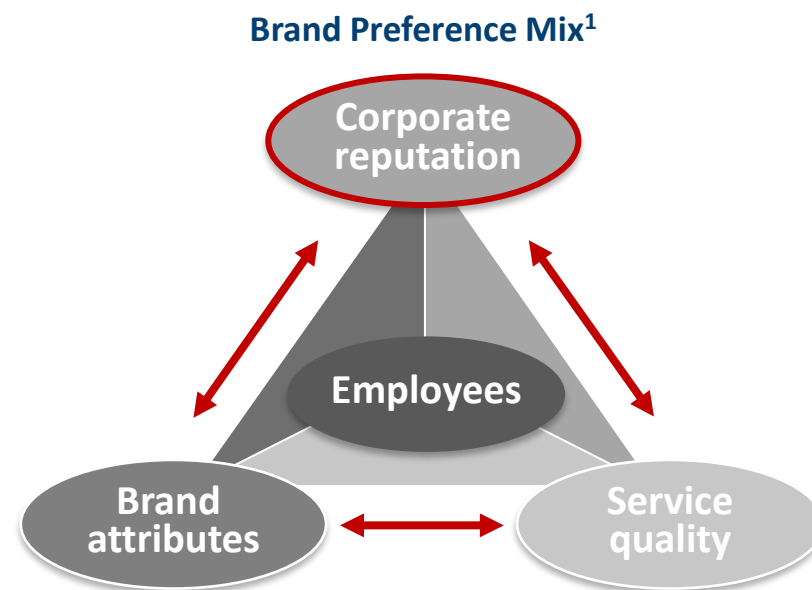 Brand Preference Mix¹
Corporate
reputation
Employees
Brand
attributes
Service
quality